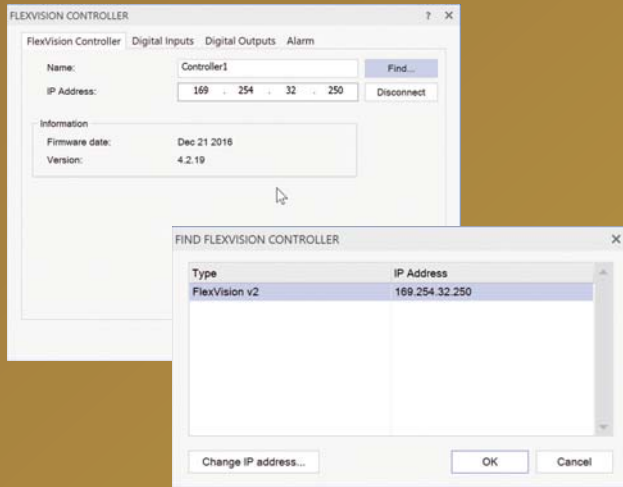 FLEXVISION CONTROLLER ?
FlexVision Controller Digital Inputs Digital Outputs Alarm
Name: Controller1 Find...
IP Address: 169 . 254 . 32 . 250 Disconnect
Information
Firmware date: Dec 21 2016
Version: 4.2.19
FIND FLEXVISION CONTROLLER
Type IP Address
FlexVision v2 169.254.32.250
Change IP address... OK Cancel